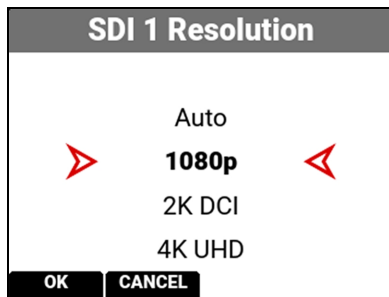 SDI 1 Resolution
Auto
1080p
2K DCI
4K UHD
OK CANCEL